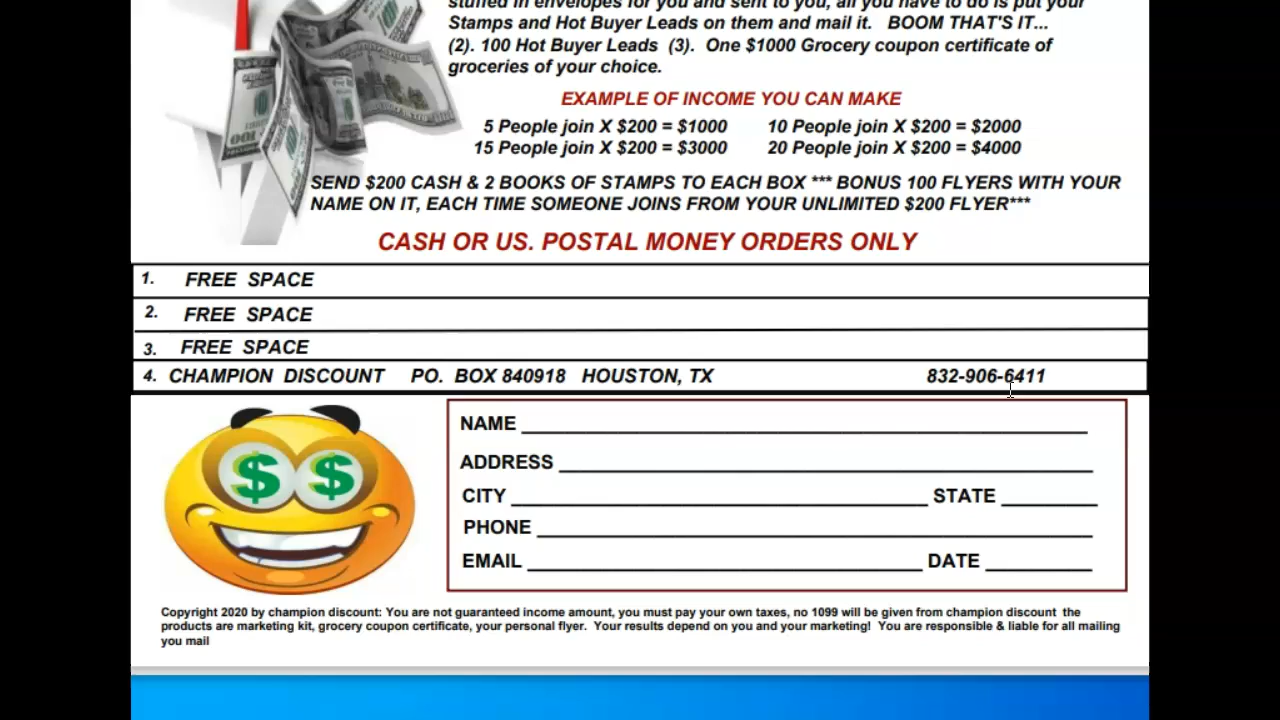 stuffed in envelopes for you and sent to you, all you have to do is put your
Stamps and Hot Buyer Leads on them and mail it. BOOM THAT'S IT...
(2). 100 Hot Buyer Leads (3). One $1000 Grocery coupon certificate of
groceries of your choice.
EXAMPLE OF INCOME YOU CAN MAKE
5 People join X $200 = $1000 10 People join X $200 = $2000
15 People join X $200 = $3000 20 People join X $200 = $4000
SEND $200 CASH & 2 BOOKS OF STAMPS TO EACH BOX *** BONUS 100 FLYERS WITH YOUR
NAME ON IT, EACH TIME SOMEONE JOINS FROM YOUR UNLIMITED $200 FLYER***
CASH OR US. POSTAL MONEY ORDERS ONLY
1. FREE SPACE
2. FREE SPACE
3. FREE SPACE
4. CHAMPION DISCOUNT PO. BOX 840918 HOUSTON, TX 832-906-6411
NAME
ADDRESS
CITY STATE
PHONE
EMAIL DATE
Copyright 2020 by champion discount: You are not guaranteed income amount, you must pay your own taxes, no 1099 will be given from champion discount the
products are marketing kit, grocery coupon certificate, your personal flyer. Your results depend on you and your marketing! You are responsible & liable for all mailing
you mail